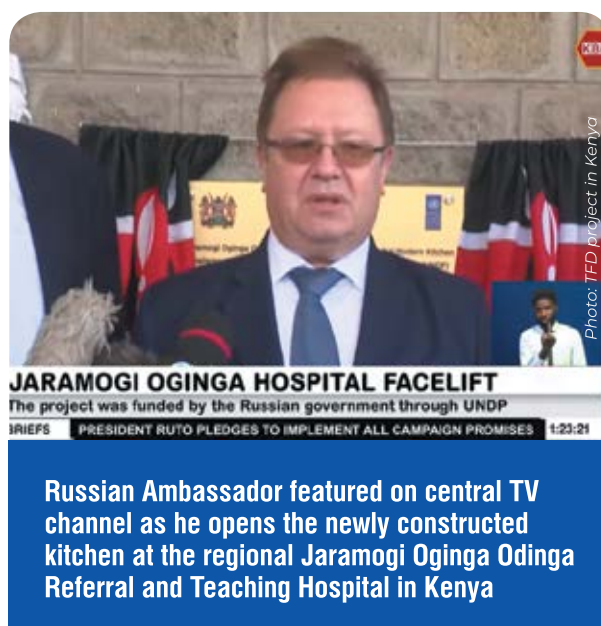 KB
Photo: TFD project in Kenya
JARAMOGI OGINGA HOSPITAL FACELIFT
The project was funded by the Russian government through UNDP
BRIEFS PRESIDENT RUTO PLEDGES TO IMPLEMENT ALL CAMPAIGN PROMISES 1:23:21
Russian Ambassador featured on central TV
channel as he opens the newly constructed
kitchen at the regional Jaramogi Oginga Odinga
Referral and Teaching Hospital in Kenya